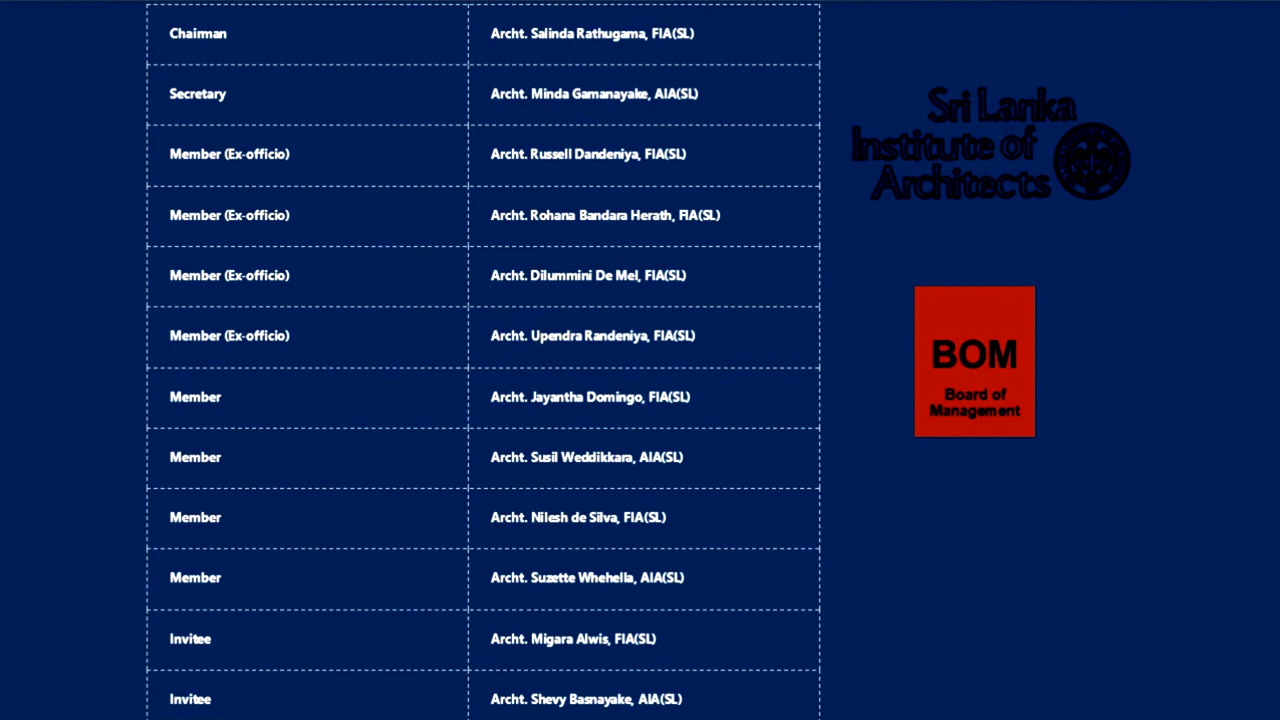 Chairman Archt. Salinda Rathugama, FIA(SL)
Secretary Archt. Minda Gamanayake, AIA(SL)
Member (Ex-officio) Archt. Russell Dandeniya, FIA(SL)
Member (Ex-officio) Archt. Rohana Bandara Herath, FIA(SL)
Member (Ex-officio) Archt. Dilummini De Mel, FIA(SL)
Member (Ex-officio) Archt. Upendra Randeniya, FIA(SL)
Member Archt. Jayantha Domingo, FIA(SL)
Member Archt. Susil Weddikkara, AIA(SL)
Member Archt. Nilesh de Silva, FIA(SL)
Member Archt. Suzette Whehella, AIA(SL)
Invitee Archt. Migara Alwis, FIA(SL)
Invitee Archt. Shevy Basnayake, AIA(SL)
Sri Lanka
Institute of
Architects
BOM
Board of
Management